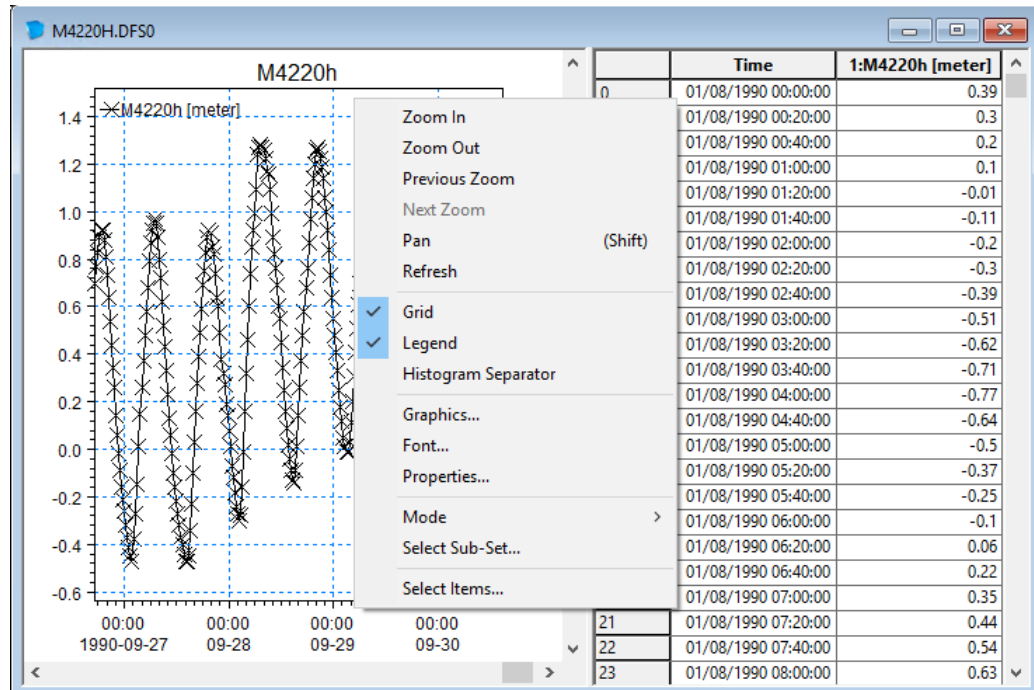 M4220H.DFS0
M4220h
M4220h [meter]
1.4
1.2
1.0
0.8
0.6
0.4
0.2
0.0
-0.2
-0.4
-0.6
00:00 00:00 00:00 00:00
1990-09-27 09-28 09-29 09-30
Zoom In
Zoom Out
Previous Zoom
Next Zoom
Pan (Shift)
Refresh
Grid
Legend
Histogram Separator
Graphics...
Font...
Properties...
Mode
Select Sub-Set...
Select Items...
Time 1:M4220h [meter]
0 01/08/1990 00:00:00 0.39
01/08/1990 00:20:00 0.3
01/08/1990 00:40:00 0.2
01/08/1990 01:00:00 0.1
01/08/1990 01:20:00 -0.01
01/08/1990 01:40:00 -0.11
01/08/1990 02:00:00 -0.2
01/08/1990 02:20:00 -0.3
01/08/1990 02:40:00 -0.39
01/08/1990 03:00:00 -0.51
01/08/1990 03:20:00 -0.62
01/08/1990 03:40:00 -0.71
01/08/1990 04:00:00 -0.77
01/08/1990 04:40:00 -0.64
01/08/1990 05:00:00 -0.5
01/08/1990 05:20:00 -0.37
01/08/1990 05:40:00 -0.25
01/08/1990 06:00:00 -0.1
01/08/1990 06:20:00 0.06
01/08/1990 06:40:00 0.22
01/08/1990 07:00:00 0.35
21 01/08/1990 07:20:00 0.44
22 01/08/1990 07:40:00 0.54
23 01/08/1990 08:00:00 0.63